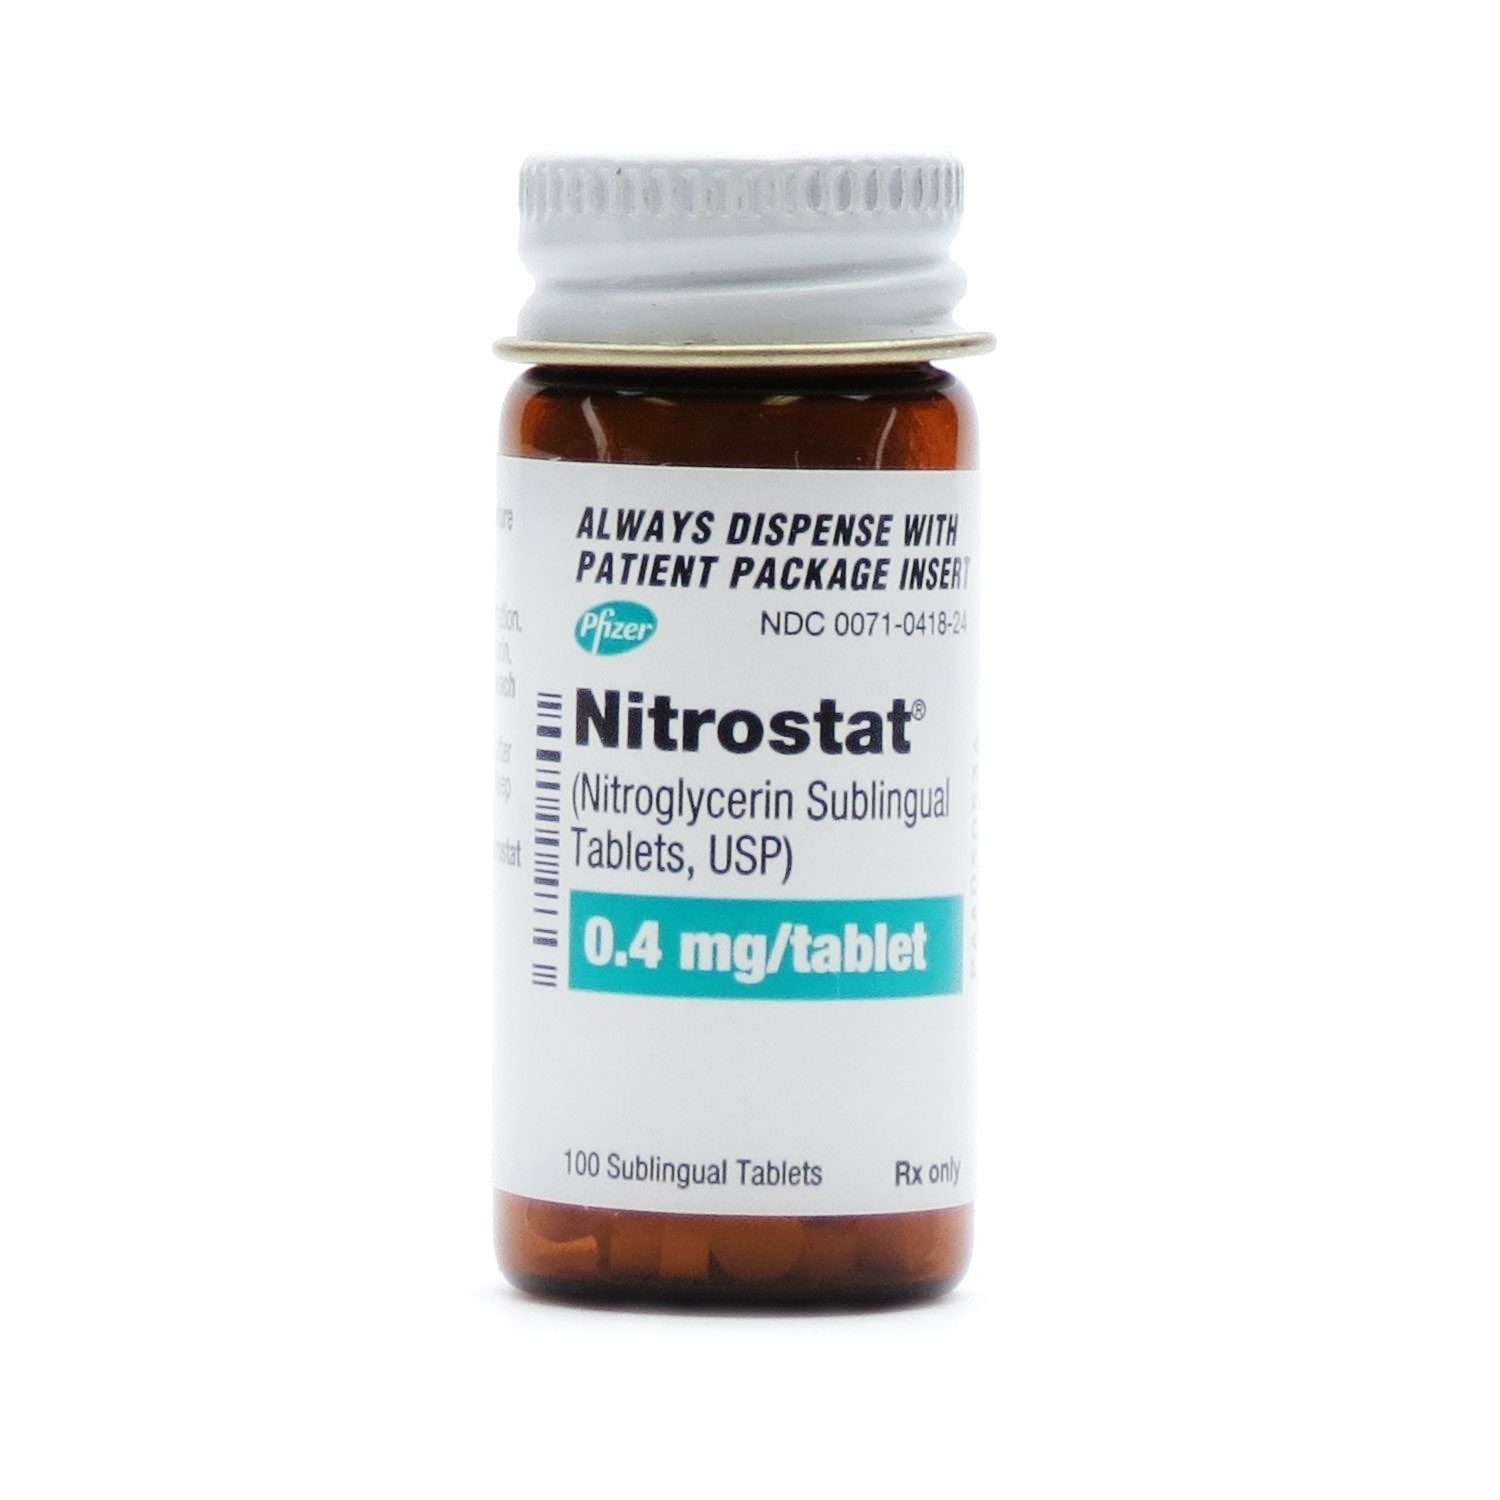 ALWAYS DISPENSE WITH
PATIENT PACKAGE INSERT
Pfizer
NDC 0071-0418-24
Nitrostat®
(Nitroglycerin Sublingual
Tablets, USP)
0.4 mg/tablet
100 Sublingual Tablets
Rx only